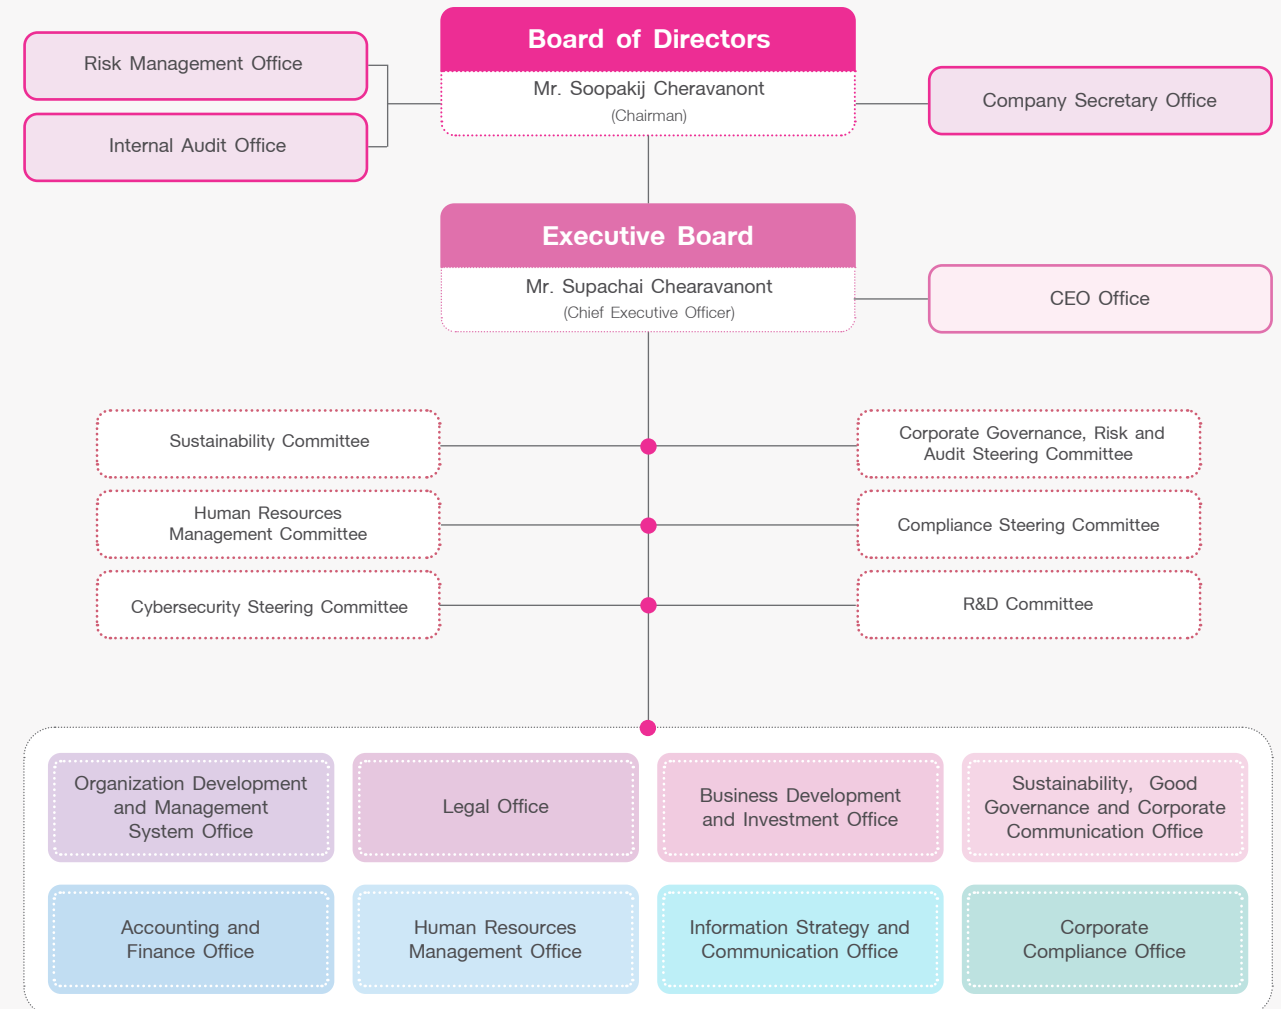 Board of Directors
Mr. Soopakij Cheravanont
(Chairman)
Risk Management Office
Internal Audit Office
Company Secretary Office
Executive Board
Mr. Supachai Chearavanont
(Chief Executive Officer)
CEO Office
Sustainability Committee
Corporate Governance, Risk and
Audit Steering Committee
Human Resources
Management Committee
Compliance Steering Committee
Cybersecurity Steering Committee
R&D Committee
Organization Development
and Management
System Office
Legal Office
Business Development
and Investment Office
Sustainability, Good
Governance and Corporate
Communication Office
Accounting and
Finance Office
Human Resources
Management Office
Information Strategy and
Communication Office
Corporate
Compliance Office